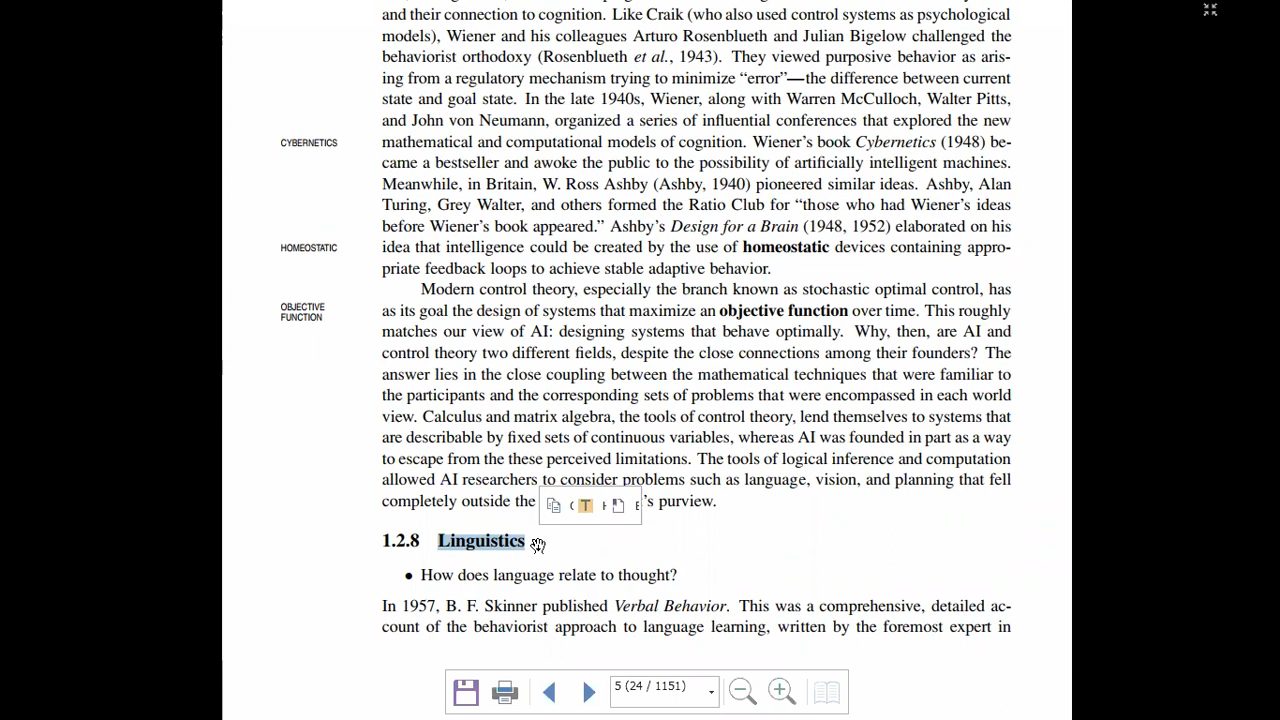 and their connection to cognition. Like Craik (who also used control systems as psychological
models), Wiener and his colleagues Arturo Rosenblueth and Julian Bigelow challenged the
behaviorist orthodoxy (Rosenblueth et al., 1943). They viewed purposive behavior as aris-
ing from a regulatory mechanism trying to minimize “error”—the difference between current
state and goal state. In the late 1940s, Wiener, along with Warren McCulloch, Walter Pitts,
and John von Neumann, organized a series of influential conferences that explored the new
CYBERNETICS
mathematical and computational models of cognition. Wiener’s book Cybernetics (1948) be-
came a bestseller and awoke the public to the possibility of artificially intelligent machines.
Meanwhile, in Britain, W. Ross Ashby (Ashby, 1940) pioneered similar ideas. Ashby, Alan
Turing, Grey Walter, and others formed the Ratio Club for “those who had Wiener’s ideas
before Wiener’s book appeared.” Ashby’s Design for a Brain (1948, 1952) elaborated on his
HOMEOSTATIC
idea that intelligence could be created by the use of homeostatic devices containing appro-
priate feedback loops to achieve stable adaptive behavior.
Modern control theory, especially the branch known as stochastic optimal control, has
OBJECTIVE
FUNCTION
as its goal the design of systems that maximize an objective function over time. This roughly
matches our view of AI: designing systems that behave optimally. Why, then, are AI and
control theory two different fields, despite the close connections among their founders? The
answer lies in the close coupling between the mathematical techniques that were familiar to
the participants and the corresponding sets of problems that were encompassed in each world
view. Calculus and matrix algebra, the tools of control theory, lend themselves to systems that
are describable by fixed sets of continuous variables, whereas AI was founded in part as a way
to escape from the these perceived limitations. The tools of logical inference and computation
allowed AI researchers to consider problems such as language, vision, and planning that fell
completely outside the ’s purview.
1.2.8 Linguistics
• How does language relate to thought?
In 1957, B. F. Skinner published Verbal Behavior. This was a comprehensive, detailed ac-
count of the behaviorist approach to language learning, written by the foremost expert in
5 (24 / 1151)